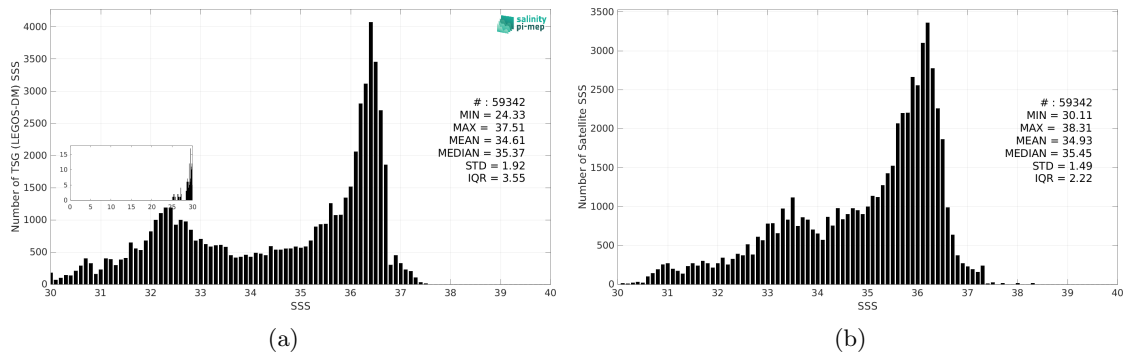 salinity
pi-mep
Number of TSG (LEGOS-DM) SSS
4000
3500
3000
2500
2000
1500
1000
500
0
# : 59342
MIN = 24.33
MAX = 37.51
MEAN = 34.61
MEDIAN = 35.37
STD = 1.92
IQR = 3.55
15
10
5
0
0 5 10 15 20 25 30
30 31 32 33 34 35 36 37 38 39 40
SSS
(a)
Number of Satellite SSS
3500
3000
2500
2000
1500
1000
500
0
# : 59342
MIN = 30.11
MAX = 38.31
MEAN = 34.93
MEDIAN = 35.45
STD = 1.49
IQR = 2.22
30 31 32 33 34 35 36 37 38 39 40
SSS
(b)